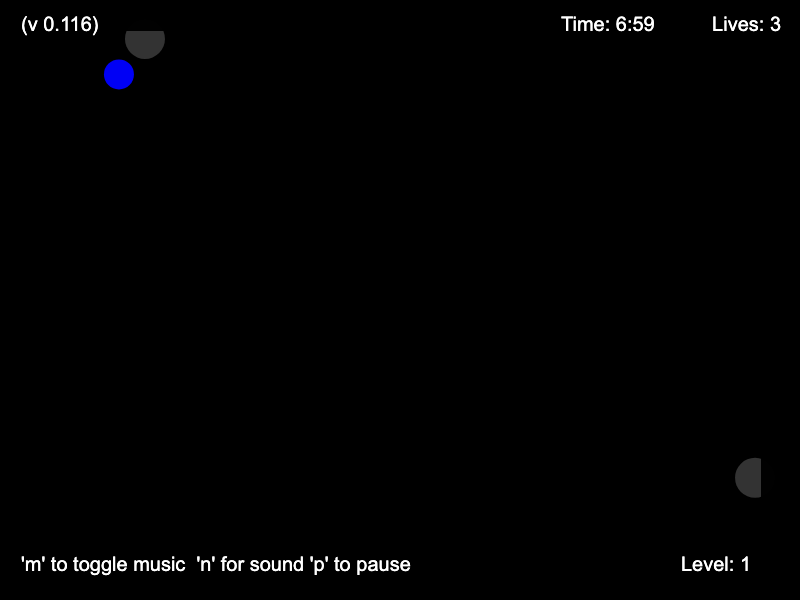 (v 0.116) Time: 6:59 Lives: 3
'm' to toggle music 'n' for sound 'p' to pause Level: 1